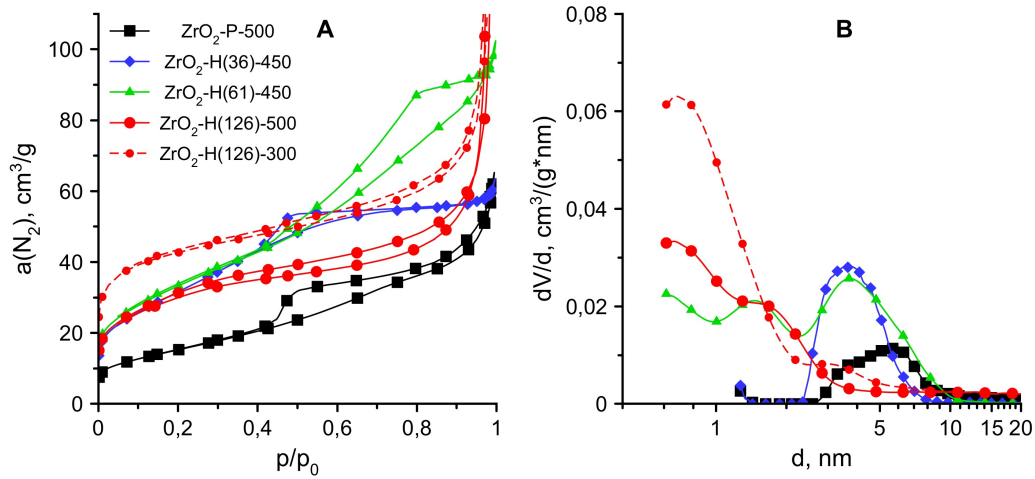 A
ZrO2-P-500
ZrO2-H(36)-450
ZrO2-H(61)-450
ZrO2-H(126)-500
ZrO2-H(126)-300
a(N2), cm3/g
100
80
60
40
20
0
0 0,2 0,4 0,6 0,8 1
p/p0
B
dV/d, cm3/(g*nm)
0,08
0,06
0,04
0,02
0
1 5 10 15 20
d, nm